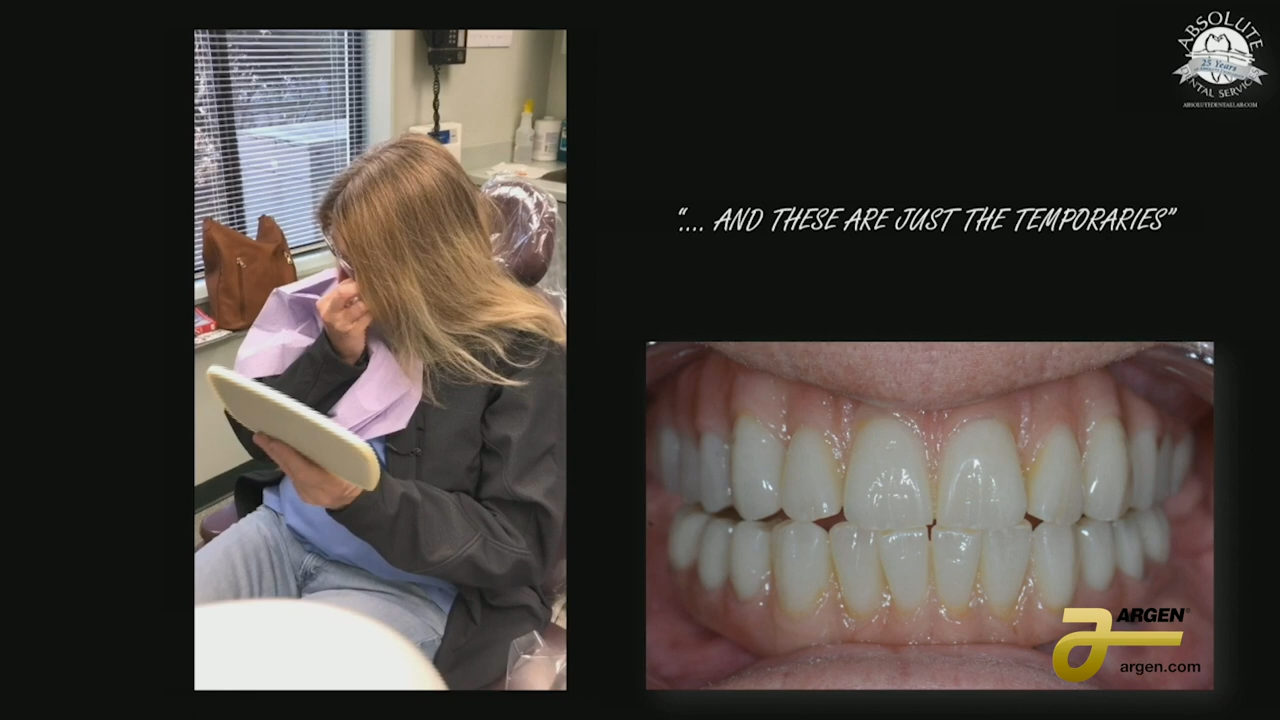 ABSOLUTE
25 Years
DENTAL SERVICES
ABSOLUTEDENTALLAB.COM
“.... AND THESE ARE JUST THE TEMPORARIES”
ARGEN®
argen.com